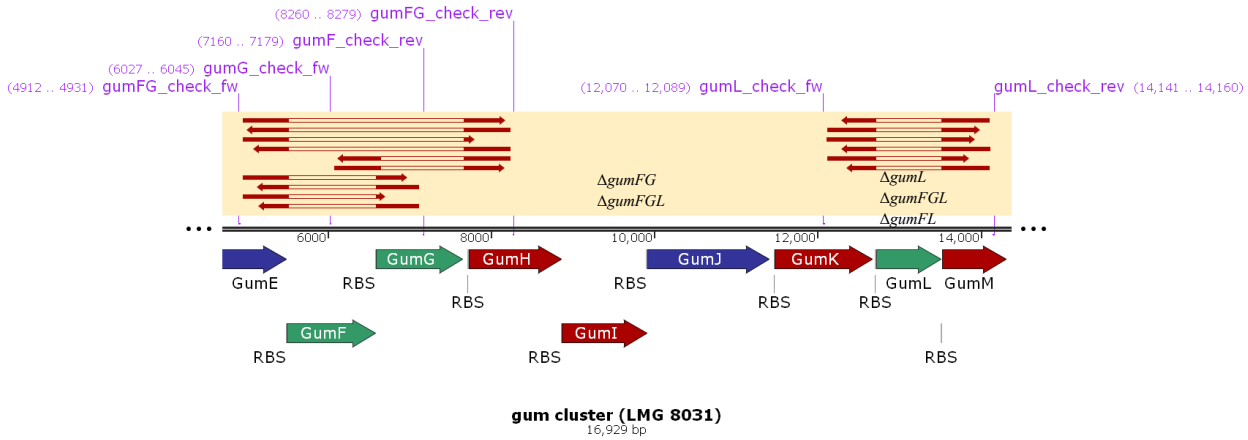 (8260 .. 8279) gumFG_check_rev
(7160 .. 7179) gumF_check_rev
(6027 .. 6045) gumG_check_fw
(4912 .. 4931) gumFG_check_fw
(12,070 .. 12,089) gumL_check_fw
gumL_check_rev (14,141 .. 14,160)
ΔgumFG
ΔgumFGL
ΔgumL
ΔgumFGL
ΔgumFL
••• •••
6000 8000 10,000 12,000 14,000
GumG GumH GumJ GumK
GumE RBS RBS GumL GumM
RBS RBS RBS
GumF GumI
RBS RBS RBS
gum cluster (LMG 8031)
16,929 bp